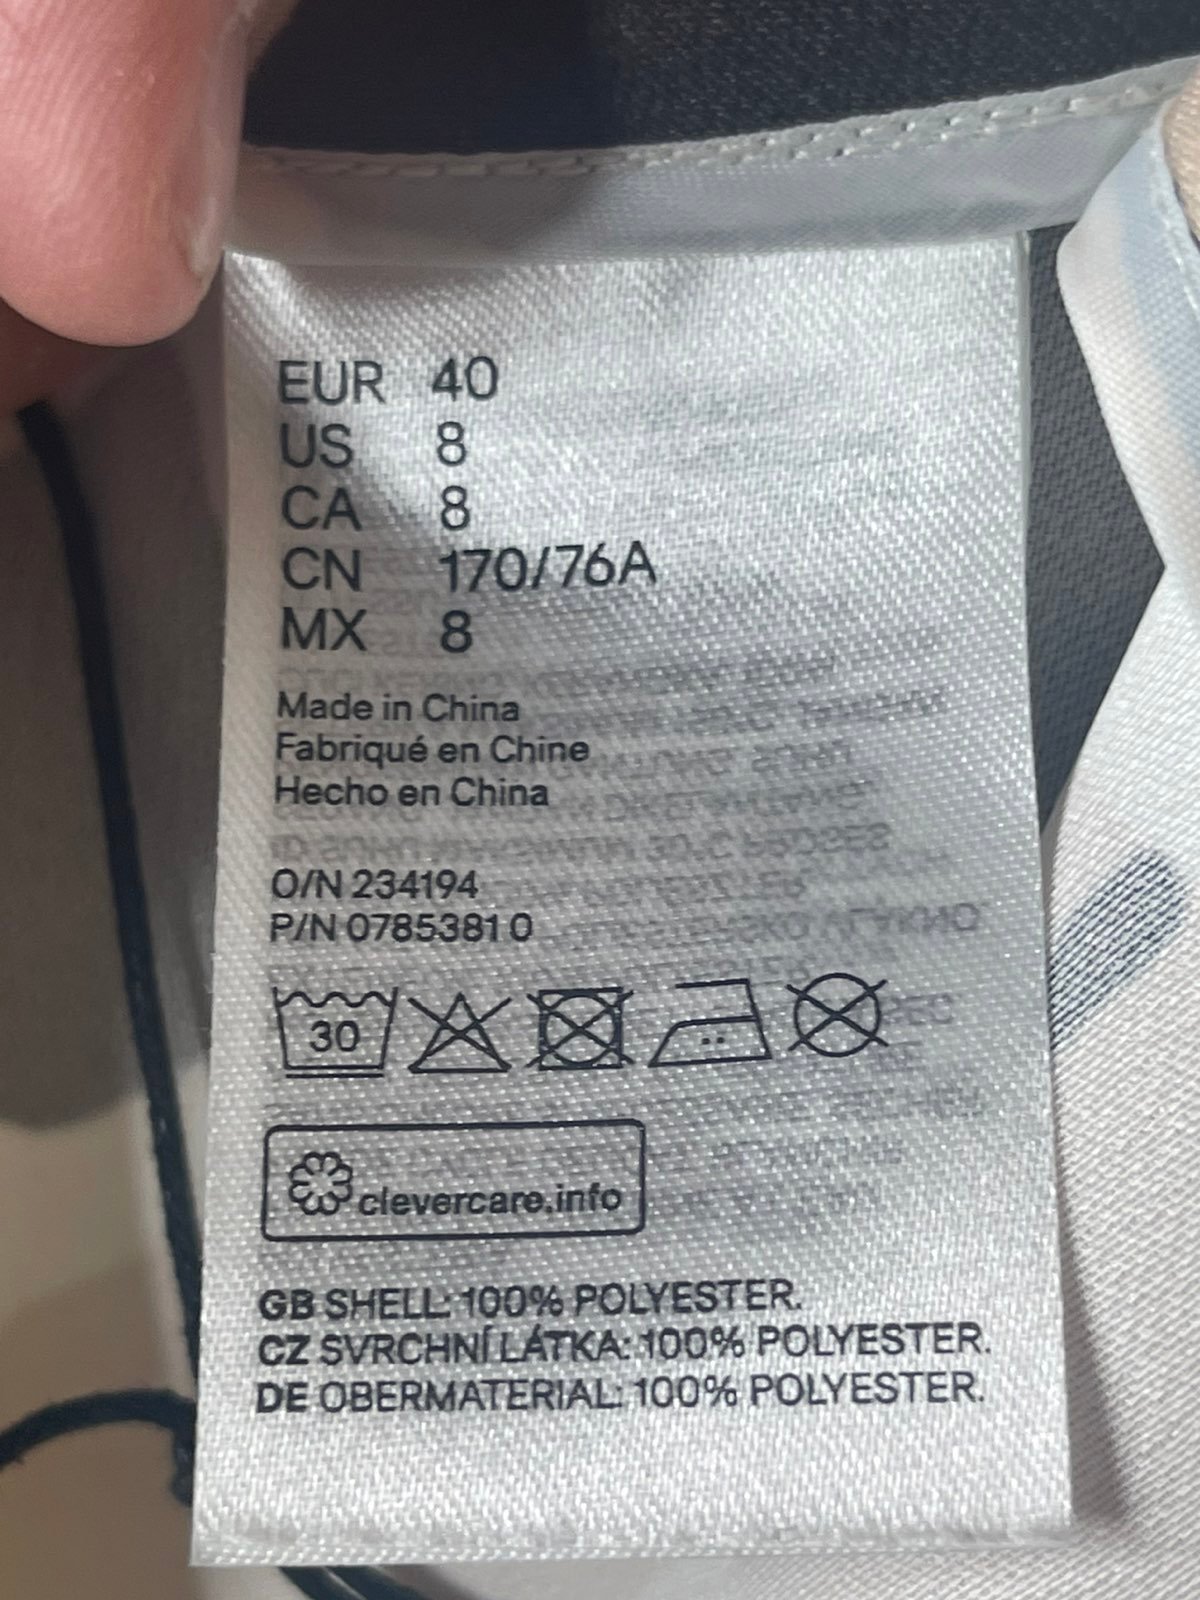 EUR 40
US 8
CA 8
CN 170/76A
MX 8
Made in China
Fabriqué en Chine
Hecho en China
O/N 234194
P/N 0785381 0
30
clevercare.info
GB SHELL: 100% POLYESTER.
CZ SVRCHNÍ LÁTKA: 100% POLYESTER.
DE OBERMATERIAL: 100% POLYESTER.